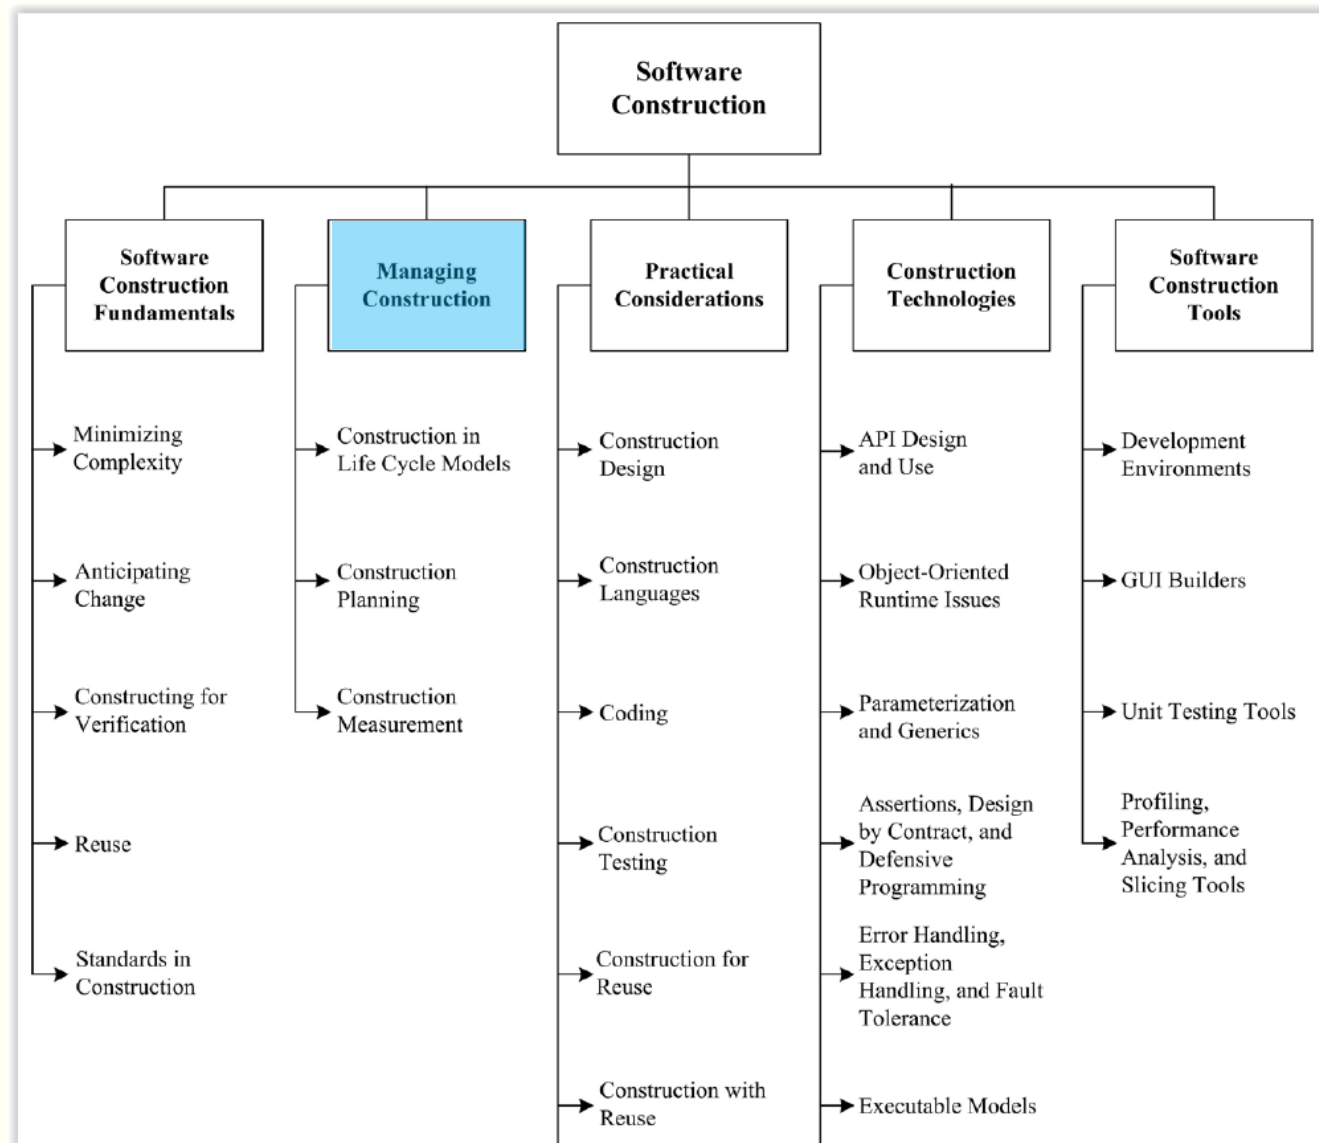 Software
Construction
Software
Construction
Fundamentals
Managing
Construction
Practical
Considerations
Construction
Technologies
Software
Construction
Tools
Minimizing
Complexity
Anticipating
Change
Constructing for
Verification
Reuse
Standards in
Construction
Construction in
Life Cycle Models
Construction
Planning
Construction
Measurement
Construction
Design
Construction
Languages
Coding
Construction
Testing
Construction for
Reuse
Construction with
Reuse
API Design
and Use
Object-Oriented
Runtime Issues
Parameterization
and Generics
Assertions, Design
by Contract, and
Defensive
Programming
Error Handling,
Exception
Handling, and Fault
Tolerance
Executable Models
Development
Environments
GUI Builders
Unit Testing Tools
Profiling,
Performance
Analysis, and
Slicing Tools